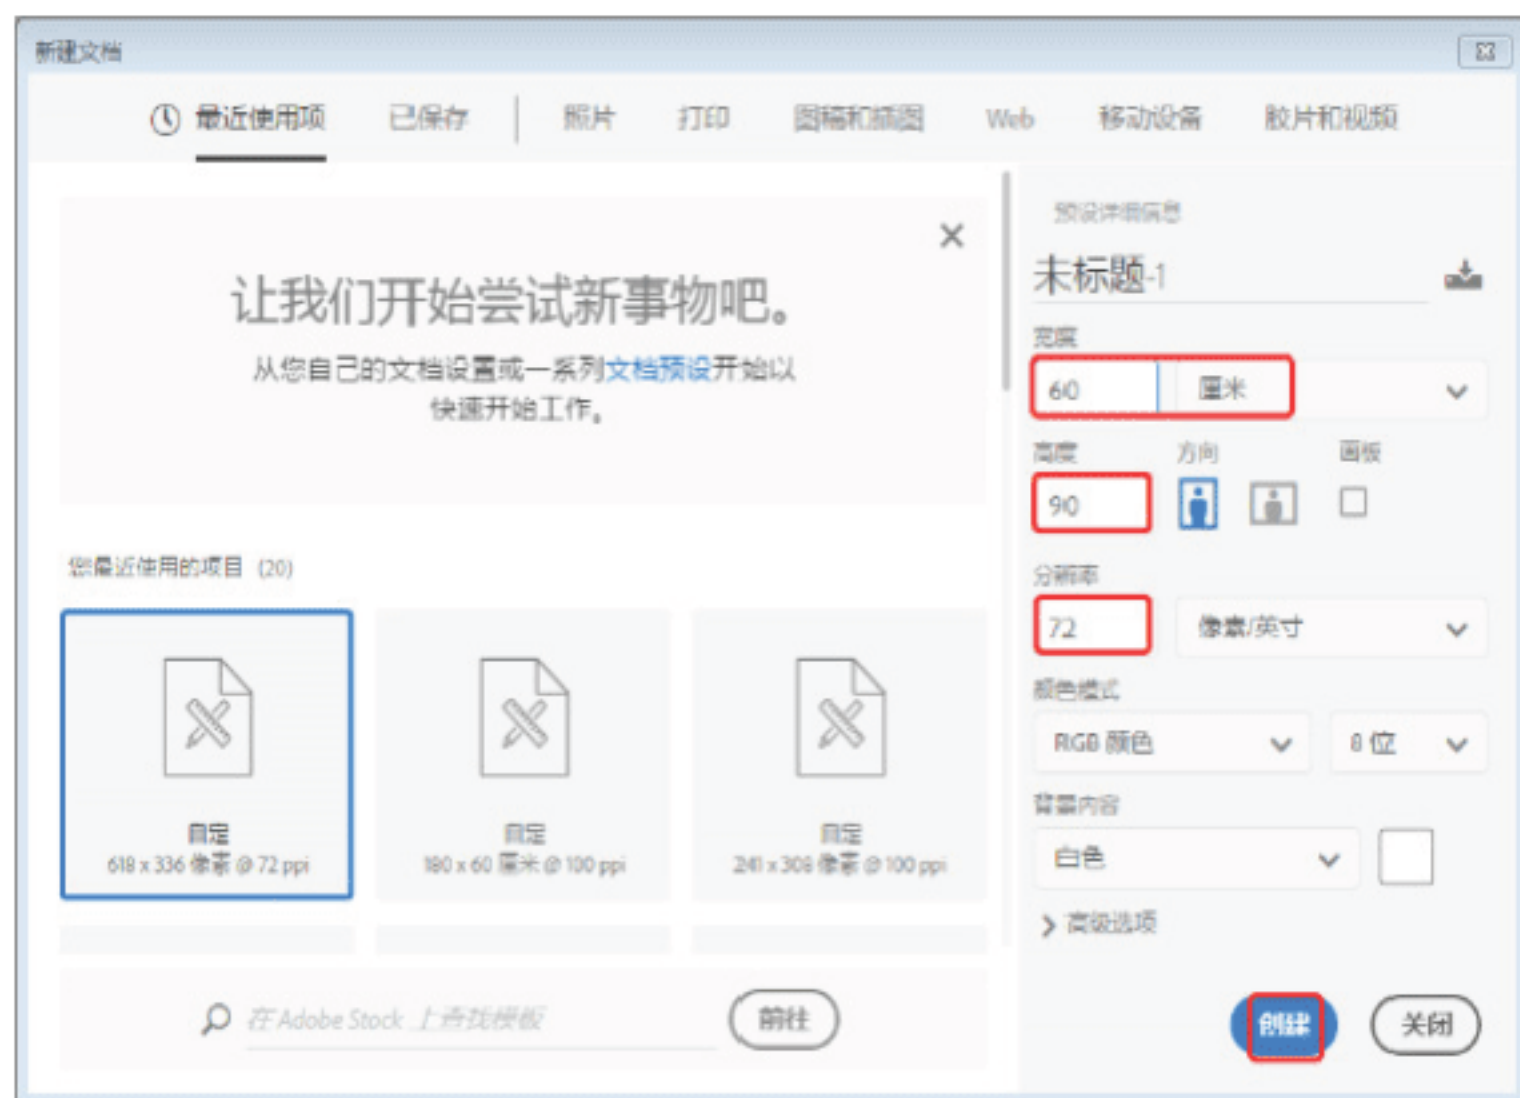 新建文档
最近使用项 已保存 照片 打印 图稿和插图 Web 移动设备 胶片和视频
让我们开始尝试新事物吧。
从您自己的文档设置或一系列文档预设开始以
快速开始工作。
您最近使用的项目 (20)
自定
618 x 336 像素 @ 72 ppi
自定
180 x 60 厘米 @ 100 ppi
自定
241 x 308 像素 @ 100 ppi
在 Adobe Stock 上查找模板
前往
预设详细信息
未标题-1
宽度
60 厘米
高度 方向 画板
90
分辨率
72 像素/英寸
颜色模式
RGB 颜色 8 位
背景内容
白色
高级选项
创建 关闭